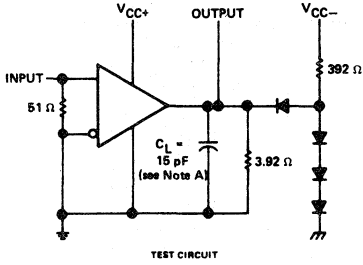 VCC+
OUTPUT
VCC−
INPUT
392 Ω
51 Ω
CL =
15 pF
(see Note A)
3.92 Ω
TEST CIRCUIT